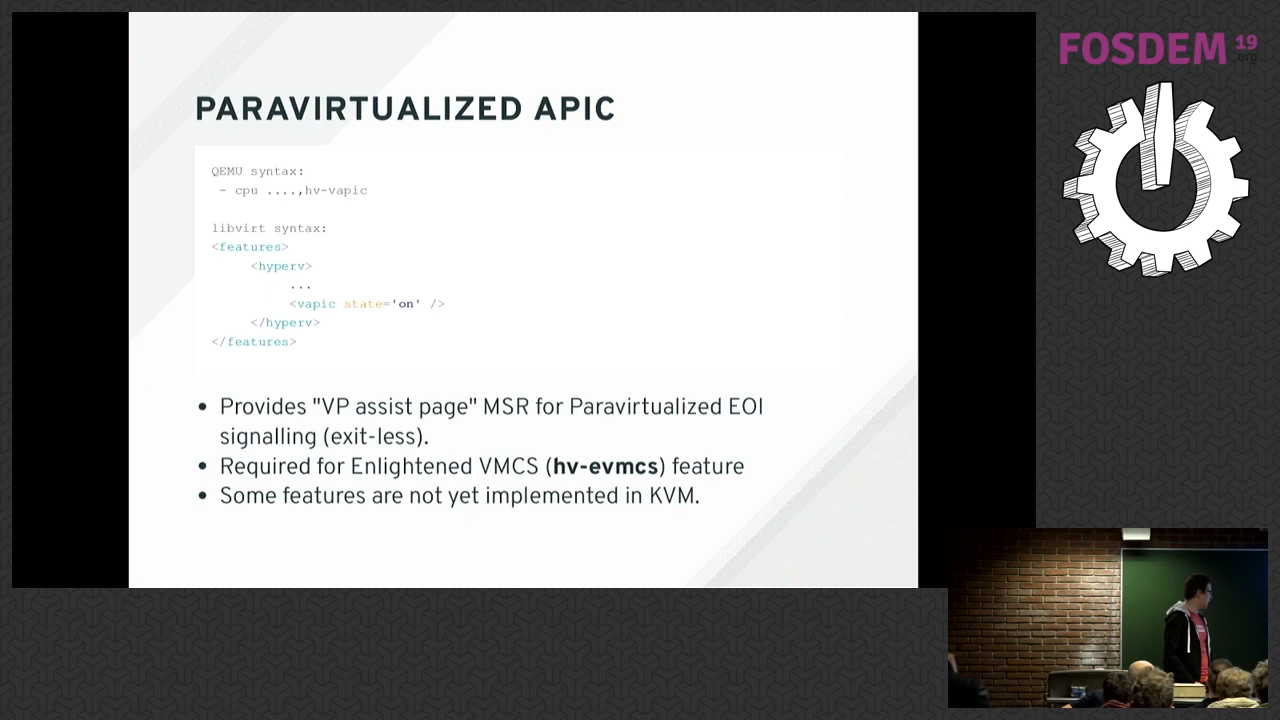 PARAVIRTUALIZED APIC
QEMU syntax:
- cpu ....,hv-vapic
libvirt syntax:
<features>
<hyperv>
...
<vapic state='on' />
</hyperv>
</features>
• Provides "VP assist page" MSR for Paravirtualized EOI
signalling (exit-less).
• Required for Enlightened VMCS (hv-evmcs) feature
• Some features are not yet implemented in KVM.
FOSDEM 19
.org